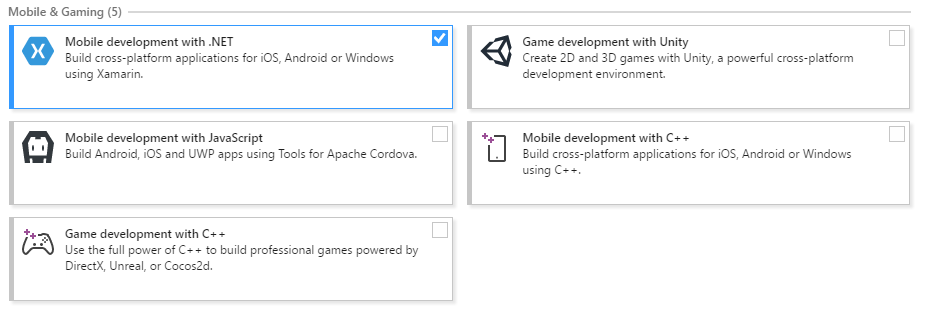 Mobile & Gaming (5)
Mobile development with .NET
Build cross-platform applications for iOS, Android or Windows
using Xamarin.
Game development with Unity
Create 2D and 3D games with Unity, a powerful cross-platform
development environment.
Mobile development with JavaScript
Build Android, iOS and UWP apps using Tools for Apache Cordova.
Mobile development with C++
Build cross-platform applications for iOS, Android or Windows
using C++.
Game development with C++
Use the full power of C++ to build professional games powered by
DirectX, Unreal, or Cocos2d.